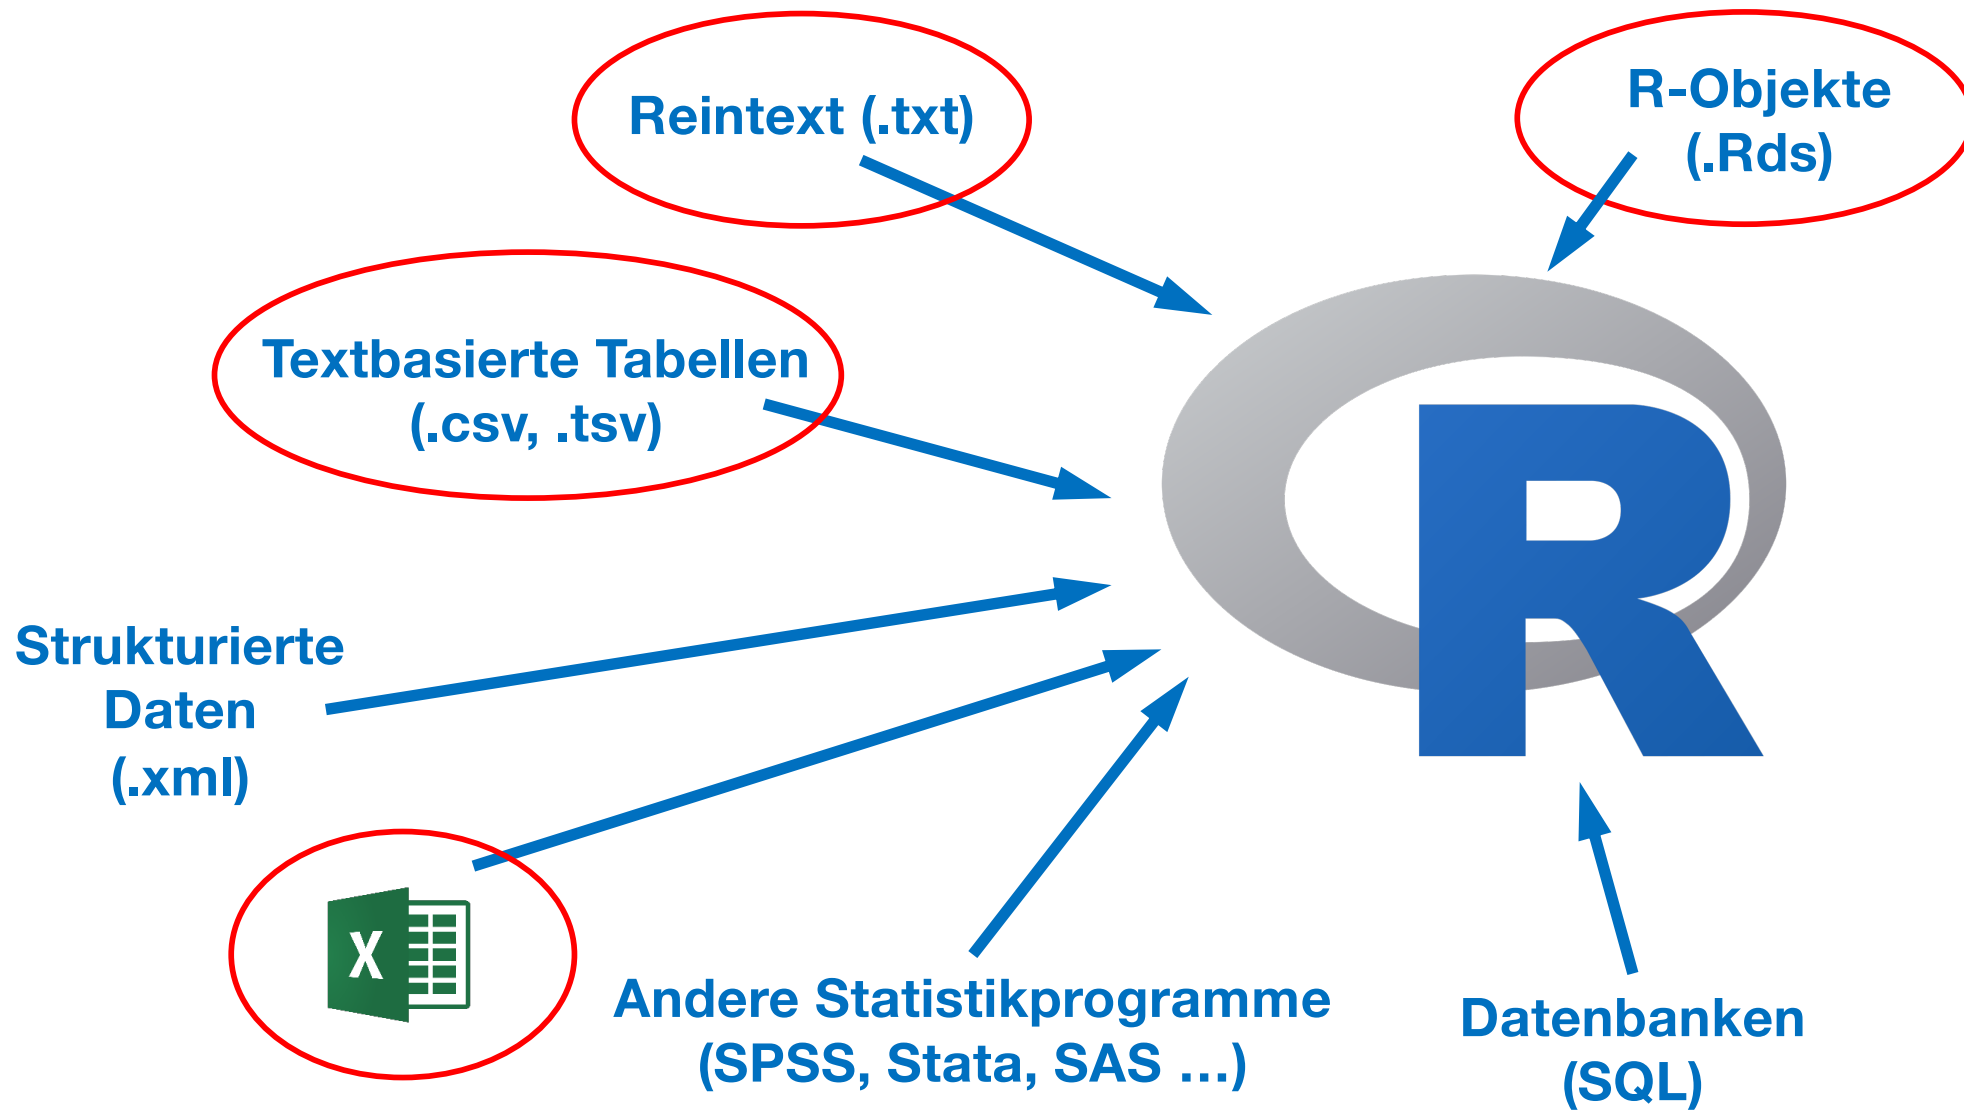 Reintext (.txt)
R-Objekte
(.Rds)
Textbasierte Tabellen
(.csv, .tsv)
R
Strukturierte
Daten
(.xml)
X
Andere Statistikprogramme
(SPSS, Stata, SAS …)
Datenbanken
(SQL)